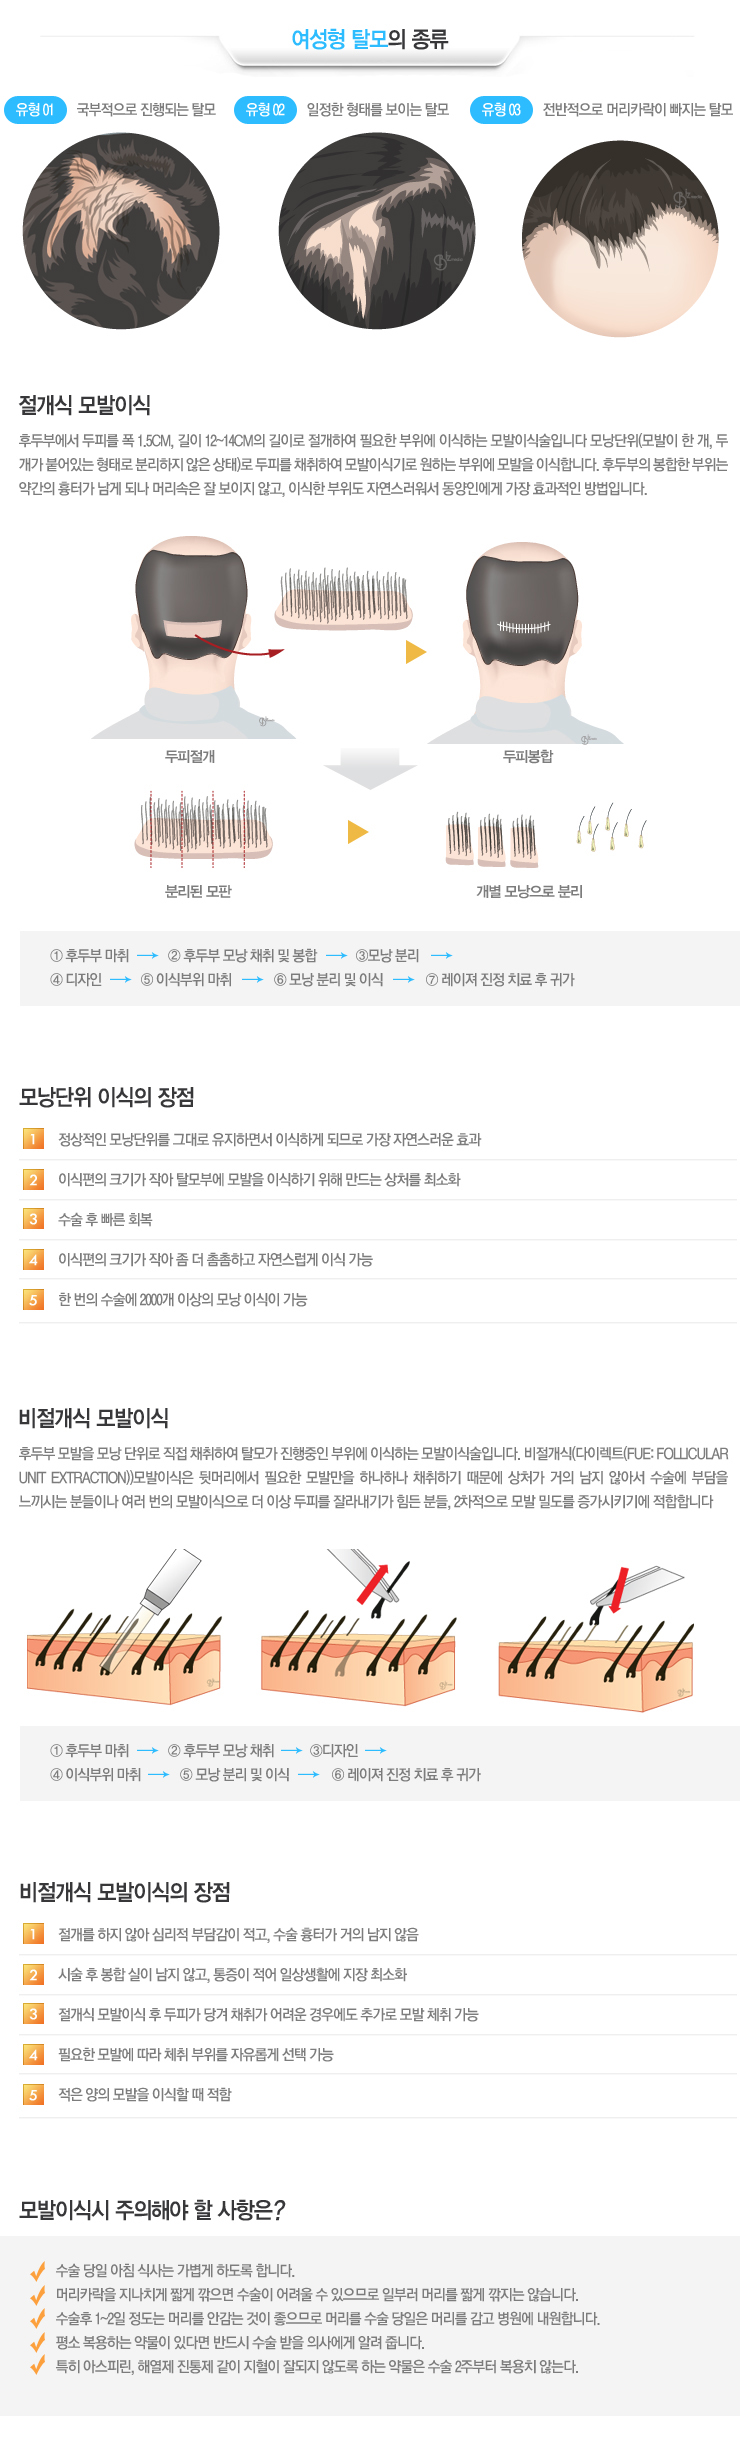 여성형 탈모의 종류
유형 01 국부적으로 진행되는 탈모
유형 02 일정한 형태를 보이는 탈모
유형 03 전반적으로 머리카락이 빠지는 탈모
절개식 모발이식
후두부에서 두피를 폭 1.5CM, 길이 12~14CM의 길이로 절개하여 필요한 부위에 이식하는 모발이식술입니다 모낭단위(모발이 한 개, 두
개가 붙어있는 형태로 분리하지 않은 상태)로 두피를 채취하여 모발이식기로 원하는 부위에 모발을 이식합니다. 후두부의 봉합한 부위는
약간의 흉터가 남게 되나 머리속은 잘 보이지 않고, 이식한 부위도 자연스러워서 동양인에게 가장 효과적인 방법입니다.
두피절개
두피봉합
분리된 모판
개별 모낭으로 분리
① 후두부 마취 → ② 후두부 모낭 채취 및 봉합 → ③모낭 분리 →
④ 디자인 → ⑤ 이식부위 마취 → ⑥ 모낭 분리 및 이식 → ⑦ 레이져 진정 치료 후 귀가
모낭단위 이식의 장점
1 정상적인 모낭단위를 그대로 유지하면서 이식하게 되므로 가장 자연스러운 효과
2 이식편의 크기가 작아 탈모부에 모발을 이식하기 위해 만드는 상처를 최소화
3 수술 후 빠른 회복
4 이식편의 크기가 작아 좀 더 촘촘하고 자연스럽게 이식 가능
5 한 번의 수술에 2000개 이상의 모낭 이식이 가능
비절개식 모발이식
후두부 모발을 모낭 단위로 직접 채취하여 탈모가 진행중인 부위에 이식하는 모발이식술입니다. 비절개식(다이렉트(FUE: FOLLICULAR
UNIT EXTRACTION))모발이식은 뒷머리에서 필요한 모발만을 하나하나 채취하기 때문에 상처가 거의 남지 않아서 수술에 부담을
느끼시는 분들이나 여러 번의 모발이식으로 더 이상 두피를 잘라내기가 힘든 분들, 2차적으로 모발 밀도를 증가시키기에 적합합니다
① 후두부 마취 → ② 후두부 모낭 채취 → ③디자인 →
④ 이식부위 마취 → ⑤ 모낭 분리 및 이식 → ⑥ 레이져 진정 치료 후 귀가
비절개식 모발이식의 장점
1 절개를 하지 않아 심리적 부담감이 적고, 수술 흉터가 거의 남지 않음
2 시술 후 봉합 실이 남지 않고, 통증이 적어 일상생활에 지장 최소화
3 절개식 모발이식 후 두피가 당겨 채취가 어려운 경우에도 추가로 모발 체취 가능
4 필요한 모발에 따라 체취 부위를 자유롭게 선택 가능
5 적은 양의 모발을 이식할 때 적합
모발이식시 주의해야 할 사항은?
수술 당일 아침 식사는 가볍게 하도록 합니다.
머리카락을 지나치게 짧게 깎으면 수술이 어려울 수 있으므로 일부러 머리를 짧게 깎지는 않습니다.
수술후 1~2일 정도는 머리를 안감는 것이 좋으므로 머리를 수술 당일은 머리를 감고 병원에 내원합니다.
평소 복용하는 약물이 있다면 반드시 수술 받을 의사에게 알려 줍니다.
특히 아스피린, 해열제 진통제 같이 지혈이 잘되지 않도록 하는 약물은 수술 2주부터 복용치 않는다.